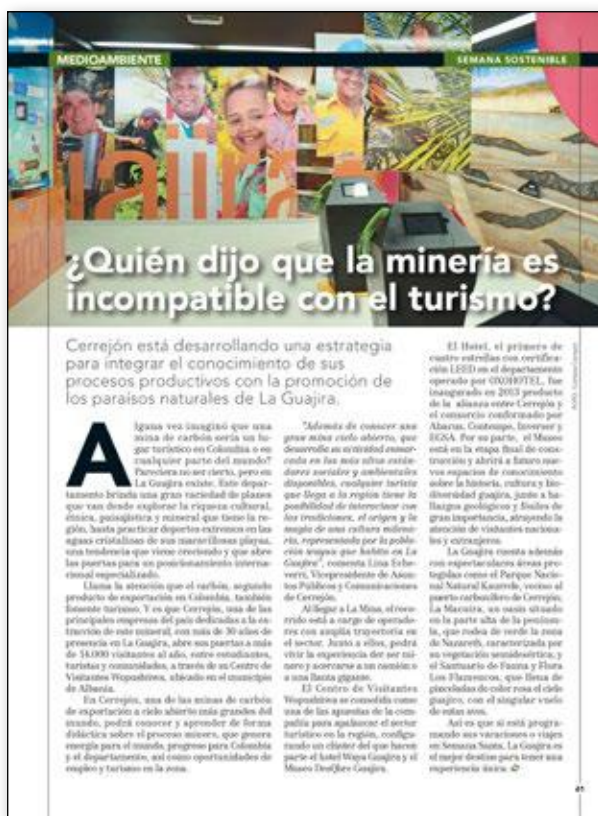 MEDIOAMBIENTE
SEMANA SOSTENIBLE
¿Quién dijo que la minería es
incompatible con el turismo?
Cerrejón está desarrollando una estrategia
para integrar el conocimiento de sus
procesos productivos con la promoción de
los paraísos naturales de La Guajira.
Alguna vez imaginó que una
mina de carbón sería un lu-
gar turístico en Colombia o en
cualquier parte del mundo?
Pareciera no ser cierto, pero en
La Guajira existe. Este depar-
tamento brinda una gran variedad de planes
que van desde explorar la riqueza cultural,
étnica, paisajística y mineral que tiene la re-
gión, hasta practicar deportes extremos en las
aguas cristalinas de sus maravillosas playas,
una tendencia que viene creciendo y que abre
las puertas para un posicionamiento interna-
cional especializado.
Llama la atención que el carbón, segundo
producto de exportación en Colombia, también
fomente turismo. Y es que Cerrejón, una de las
principales empresas del país dedicadas a la ex-
tracción de este mineral, con más de 30 años de
presencia en La Guajira, abre sus puertas a más
de 14.000 visitantes al año, entre estudiantes,
turistas y comunidades, a través de su Centro de
Visitantes Wopushiwa, ubicado en el municipio
de Albania.
En Cerrejón, una de las minas de carbón
de exportación a cielo abierto más grandes del
mundo, podrá conocer y aprender de forma
didáctica sobre el proceso minero, que genera
energía para el mundo, progreso para Colombia
y el departamento, así como oportunidades de
empleo y turismo en la zona.
"Además de conocer una
gran mina cielo abierto, que
desarrolla su actividad enmar-
cada en los más altos están-
dares sociales y ambientales
disponibles, cualquier turista
que llega a la región tiene la
posibilidad de interactuar con
las tradiciones, el origen y la
magia de una cultura milena-
ria, representada por la pobla-
ción wayuu que habita en La
Guajira", comenta Lina Eche-
verri, Vicepresidente de Asun-
tos Públicos y Comunicaciones
de Cerrejón.
Al llegar a La Mina, el reco-
rrido está a cargo de operado-
res con amplia trayectoria en
el sector. Junto a ellos, podrá
vivir la experiencia de ser mi-
nero y acercarse a un camión o
a una llanta gigante.
El Centro de Visitantes
Wopushiwa se consolida como
una de las apuestas de la com-
pañía para apalancar el sector
turístico en la región, configu-
rando un clúster del que hacen
parte el hotel Waya Guajira y el
Museo DesQbre Guajira.
El Hotel, el primero de
cuatro estrellas con certifica-
ción LEED en el departamento
operado por OXOHOTEL, fue
inaugurado en 2013 producto
de la alianza entre Cerrejón y
el consorcio conformado por
Abacus, Contempo, Inverser y
EGSA. Por su parte, el Museo
está en la etapa final de cons-
trucción y abrirá a futuro nue-
vos espacios de conocimiento
sobre la historia, cultura y bio-
diversidad guajira, junto a ha-
llazgos geológicos y fósiles de
gran importancia, atrayendo la
atención de visitantes naciona-
les y extranjeros.
La Guajira cuenta además
con espectaculares áreas pro-
tegidas como el Parque Nacio-
nal Natural
vecino al
puerto carbonífero de Cerrejón;
La Macuira, un oasis situado
en la parte alta de la penínsu-
la, que rodea de verde la zona
de Nazareth, caracterizada por
su vegetación semidesértica, y
el Santuario de Fauna y Flora
Los Flamencos, que llena de
pinceladas de color rosa el cielo
guajiro, con el singular vuelo
de estas aves.
Así es que si está progra-
mando sus vacaciones o viajes
en Semana Santa, La Guajira es
el mejor destino para tener una
experiencia única.
61